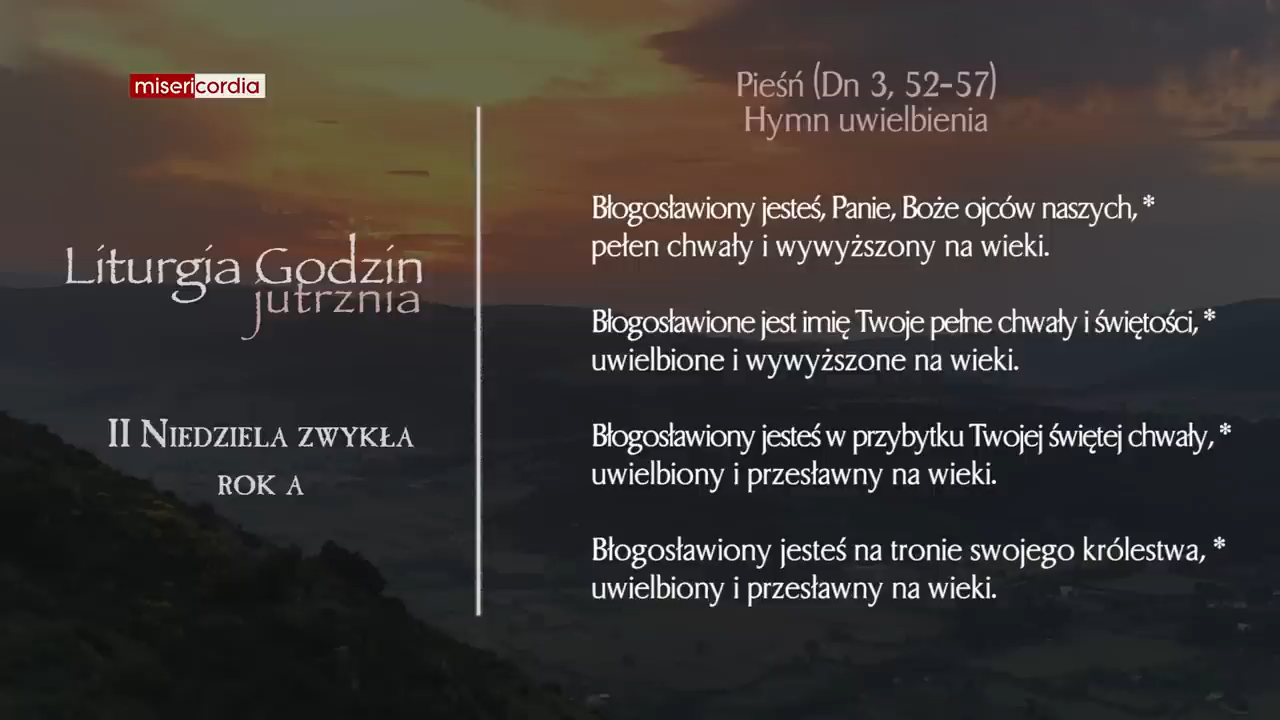 misericordia
Liturgia Godzin
jutrznia
II Niedziela zwykła
rok a
Pieśń (Dn 3, 52-57)
Hymn uwielbienia
Błogosławiony jesteś, Panie, Boże ojców naszych, *
pełen chwały i wywyższony na wieki.
Błogosławione jest imię Twoje pełne chwały i świętości, *
uwielbione i wywyższone na wieki.
Błogosławiony jesteś w przybytku Twojej świętej chwały, *
uwielbiony i przesławny na wieki.
Błogosławiony jesteś na tronie swojego królestwa, *
uwielbiony i przesławny na wieki.